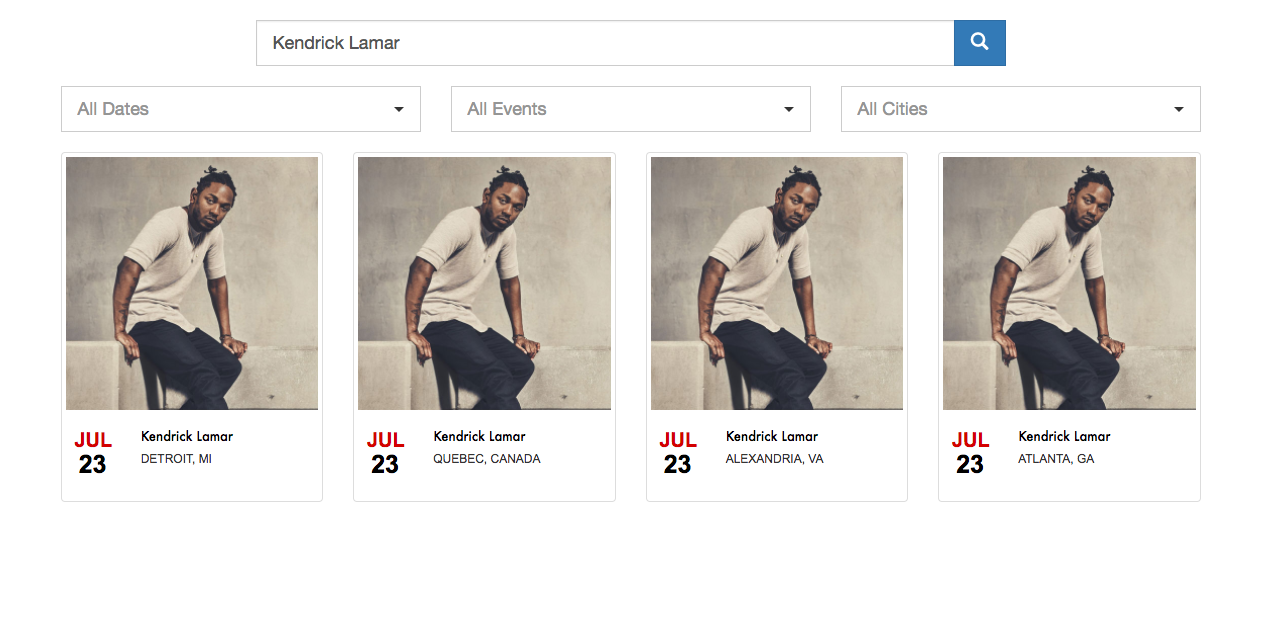 Kendrick Lamar
All Dates
All Events
All Cities
JUL
23
Kendrick Lamar
DETROIT, MI
JUL
23
Kendrick Lamar
QUEBEC, CANADA
JUL
23
Kendrick Lamar
ALEXANDRIA, VA
JUL
23
Kendrick Lamar
ATLANTA, GA